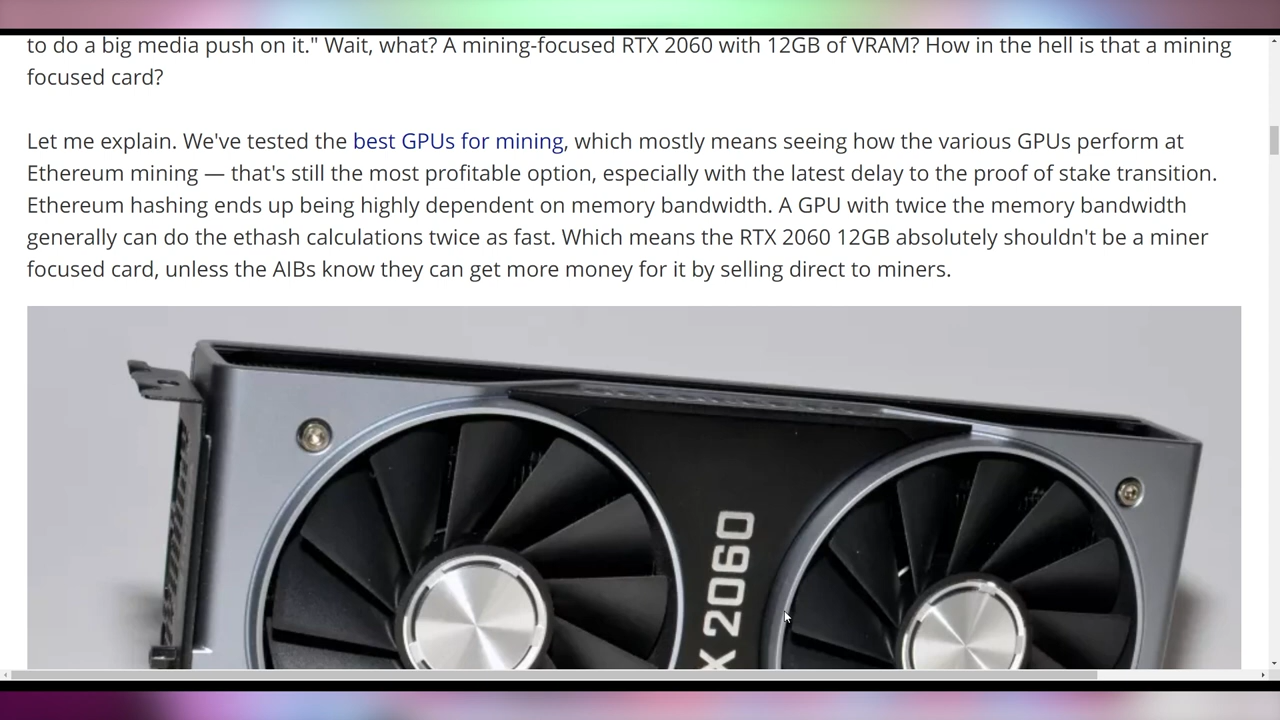 to do a big media push on it." Wait, what? A mining-focused RTX 2060 with 12GB of VRAM? How in the hell is that a mining
focused card?
Let me explain. We've tested the best GPUs for mining, which mostly means seeing how the various GPUs perform at
Ethereum mining — that's still the most profitable option, especially with the latest delay to the proof of stake transition.
Ethereum hashing ends up being highly dependent on memory bandwidth. A GPU with twice the memory bandwidth
generally can do the ethash calculations twice as fast. Which means the RTX 2060 12GB absolutely shouldn't be a miner
focused card, unless the AIBs know they can get more money for it by selling direct to miners.
X 2060